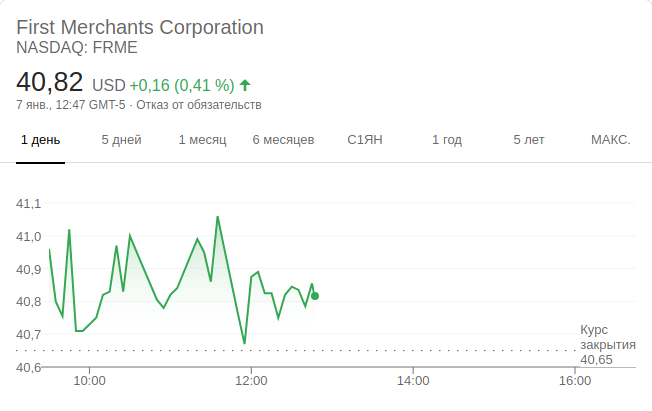 First Merchants Corporation
NASDAQ: FRME
40,82 USD +0,16 (0,41 %)
7 янв., 12:47 GMT-5 · Отказ от обязательств
1 день 5 дней 1 месяц 6 месяцев С1ЯН 1 год 5 лет МАКС.
41,1
41,0
40,9
40,8
40,7
40,6
Курс
закрытия
40,65
10:00 12:00 14:00 16:00